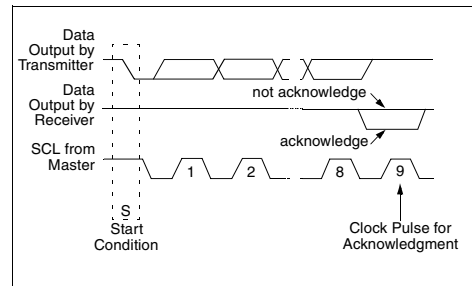 Data
Output by
Transmitter
Data
Output by
Receiver
not acknowledge
acknowledge
SCL from
Master
1
2
8
9
S
Start
Condition
Clock Pulse for
Acknowledgment